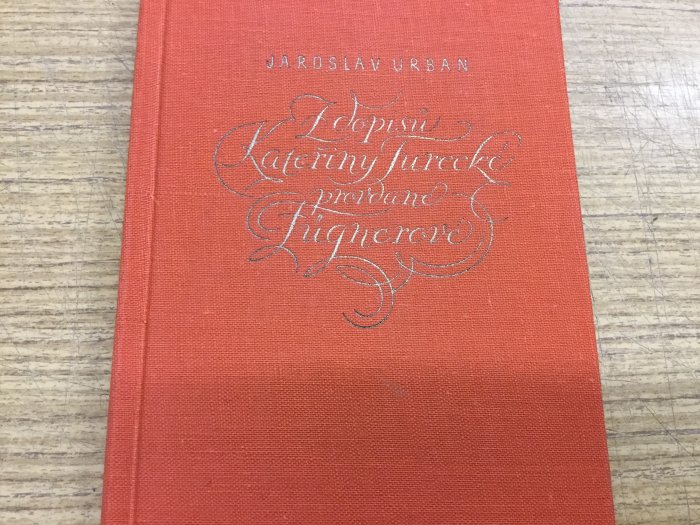 JAROSLAV URBAN
Z dopisů
Kateřiny Turecké
provdané
Fügnerové